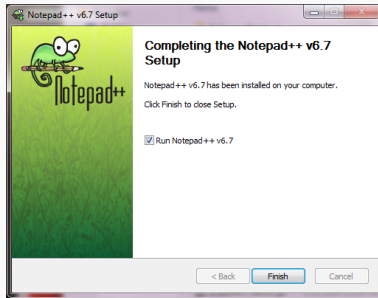 Notepad++ v6.7 Setup
Notepad++
Completing the Notepad++ v6.7
Setup
Notepad++ v6.7 has been installed on your computer.
Click Finish to close Setup.
Run Notepad++ v6.7
< Back
Finish
Cancel